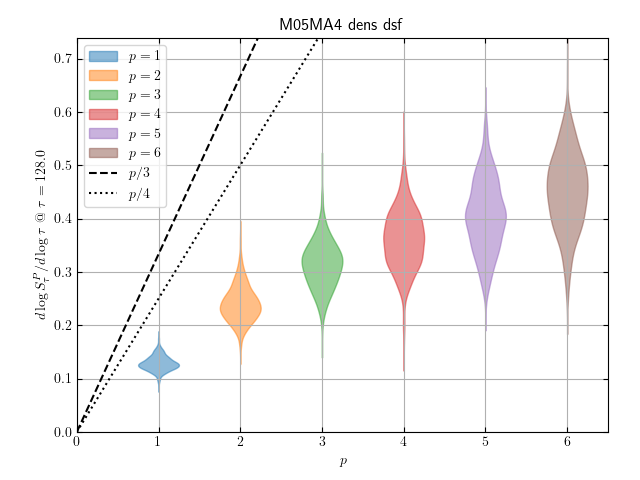 M05MA4 dens dsf
p = 1
p = 2
p = 3
p = 4
p = 5
p = 6
p/3
p/4
d log S_τ^P / d log τ @ τ = 128.0
0.7
0.6
0.5
0.4
0.3
0.2
0.1
0.0
0 1 2 3 4 5 6
p